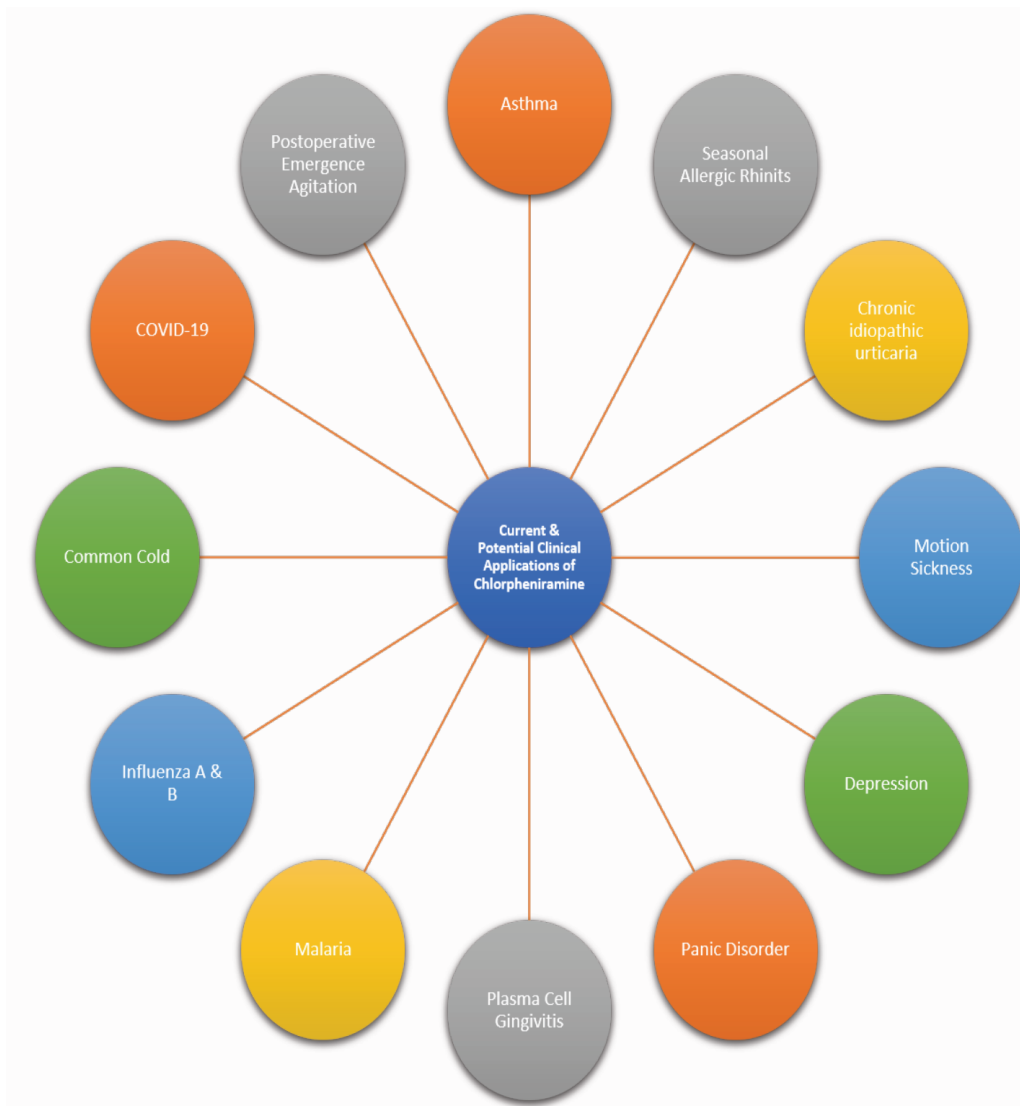 Asthma
Seasonal
Allergic Rhinits
Chronic
idiopathic
urticaria
Motion
Sickness
Depression
Panic Disorder
Plasma Cell
Gingivitis
Malaria
Influenza A &
B
Common Cold
COVID-19
Postoperative
Emergence
Agitation
Current &
Potential Clinical
Applications of
Chlorpheniramine